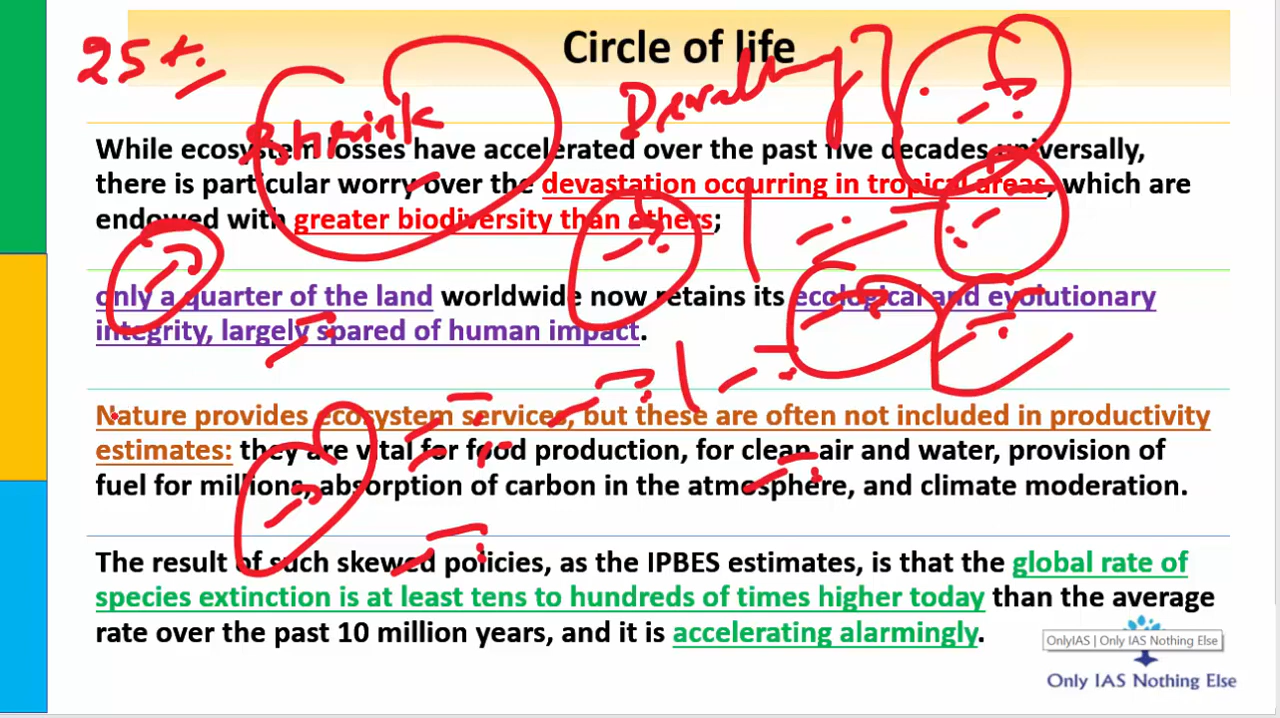 Circle of life
25%
Shrink
While ecosystem losses have accelerated over the past five decades universally,
there is particular worry over the devastation occurring in tropical areas, which are
endowed with greater biodiversity than others;
only a quarter of the land worldwide now retains its ecological and evolutionary
integrity, largely spared of human impact.
Nature provides ecosystem services, but these are often not included in productivity
estimates: they are vital for food production, for clean air and water, provision of
fuel for millions, absorption of carbon in the atmosphere, and climate moderation.
The result of such skewed policies, as the IPBES estimates, is that the global rate of
species extinction is at least tens to hundreds of times higher today than the average
rate over the past 10 million years, and it is accelerating alarmingly.
OnlyIAS | Only IAS Nothing Else
Only IAS Nothing Else